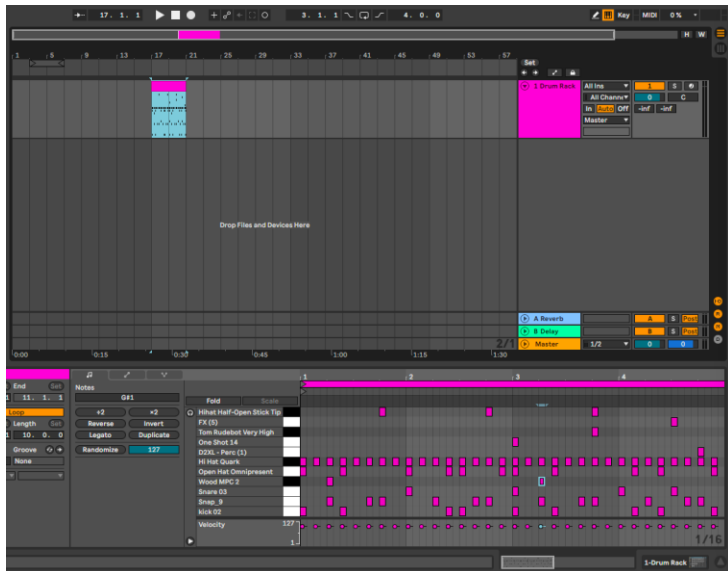 17. 1. 1 3. 1. 1 4. 0. 0 Key MIDI 0 %
H W
1 5 9 13 17 21 25 29 33 37 41 45 49 53 57
Set
1 Drum Rack All Ins 1 S
All Channe 0 C
In Auto Off -inf -inf
Master
Drop Files and Devices Here
A Reverb A S Post
B Delay B S Post
2/1 Master 1/2 0 0
0:00 0:15 0:30 0:45 1:00 1:15 1:30
End Set
11. 1. 1
Loop
Length Set
10. 0. 0
Groove
None
Notes
G#1
÷2 ×2
Reverse Invert
Legato Duplicate
Randomize 127
1 2 3 4
Fold Scale
Hihat Half-Open Stick Tip
FX (5)
Tom Rudebot Very High
One Shot 14
D2XL - Perc (1)
Hi Hat Quark
Open Hat Omnipresent
Wood MPC 2
Snare 03
Snap_9
kick 02
Velocity 127
1
1/16
1-Drum Rack